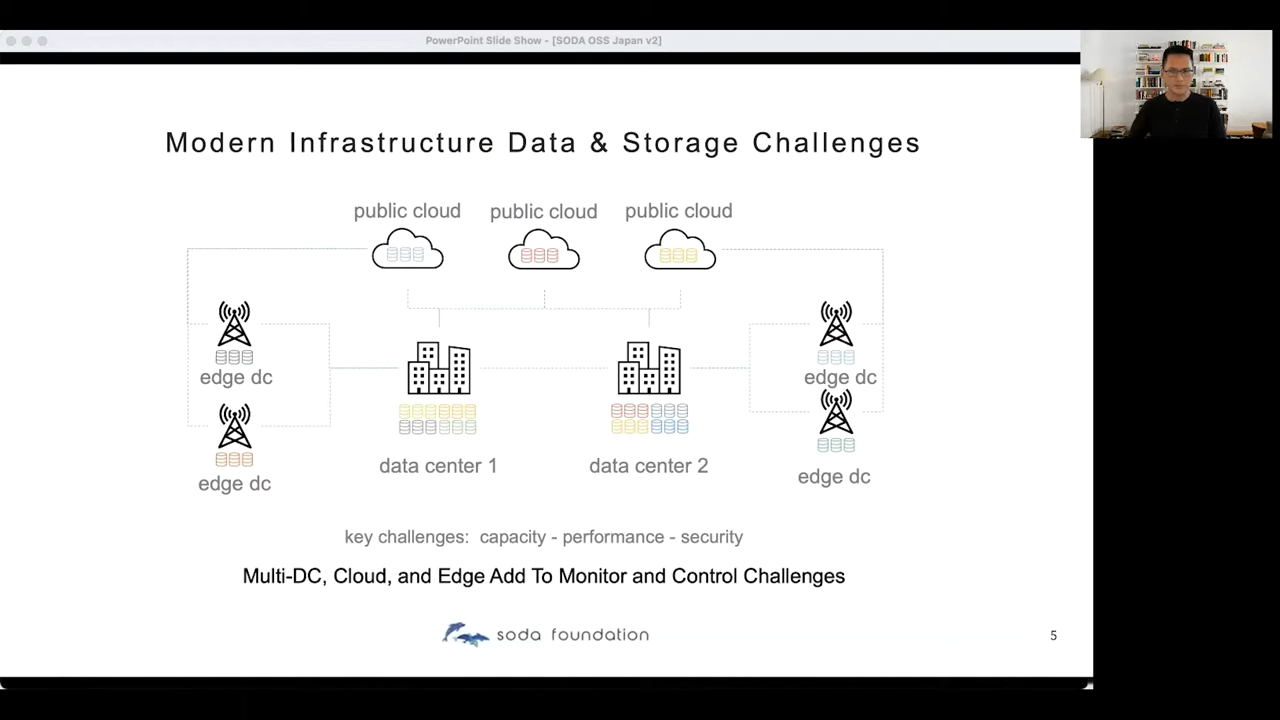 PowerPoint Slide Show - [SODA OSS Japan v2]
Modern Infrastructure Data & Storage Challenges
public cloud public cloud public cloud
edge dc edge dc
data center 1 data center 2
edge dc edge dc
key challenges: capacity - performance - security
Multi-DC, Cloud, and Edge Add To Monitor and Control Challenges
soda foundation
5